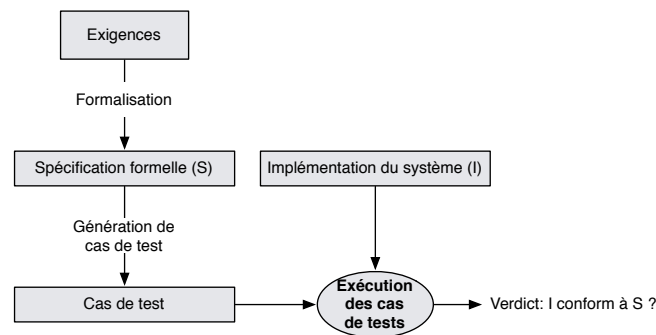 Exigences
Formalisation
Spécification formelle (S)
Implémentation du système (I)
Génération de
cas de test
Cas de test
Exécution
des cas
de tests
Verdict: I conform à S ?